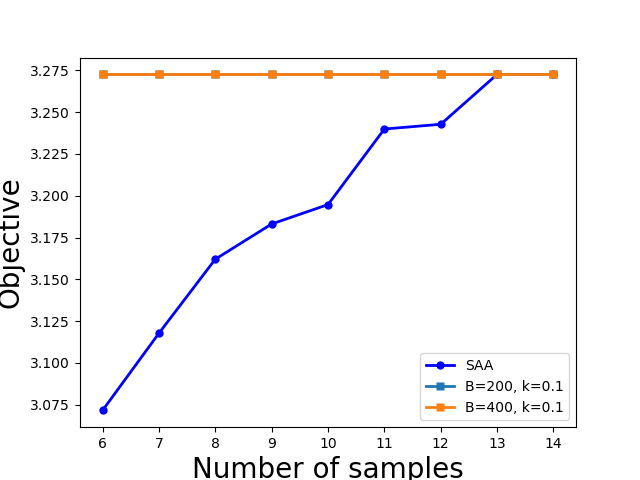 3.275
3.250
3.225
3.200
3.175
3.150
3.125
3.100
3.075
Objective
6 7 8 9 10 11 12 13 14
Number of samples
SAA
B=200, k=0.1
B=400, k=0.1